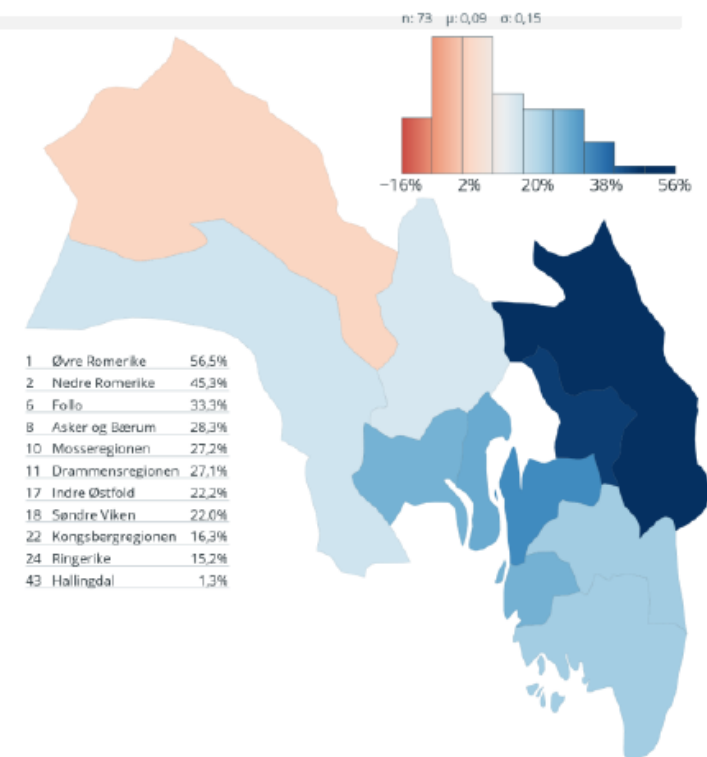 n: 73 μ: 0,09 σ: 0,15
−16% 2% 20% 38% 56%
1 Øvre Romerike 56,5%
2 Nedre Romerike 45,3%
6 Follo 33,3%
8 Asker og Bærum 28,3%
10 Mosseregionen 27,2%
11 Drammensregionen 27,1%
17 Indre Østfold 22,2%
18 Søndre Viken 22,0%
22 Kongsbergregionen 16,3%
24 Ringerike 15,2%
43 Hallingdal 1,3%